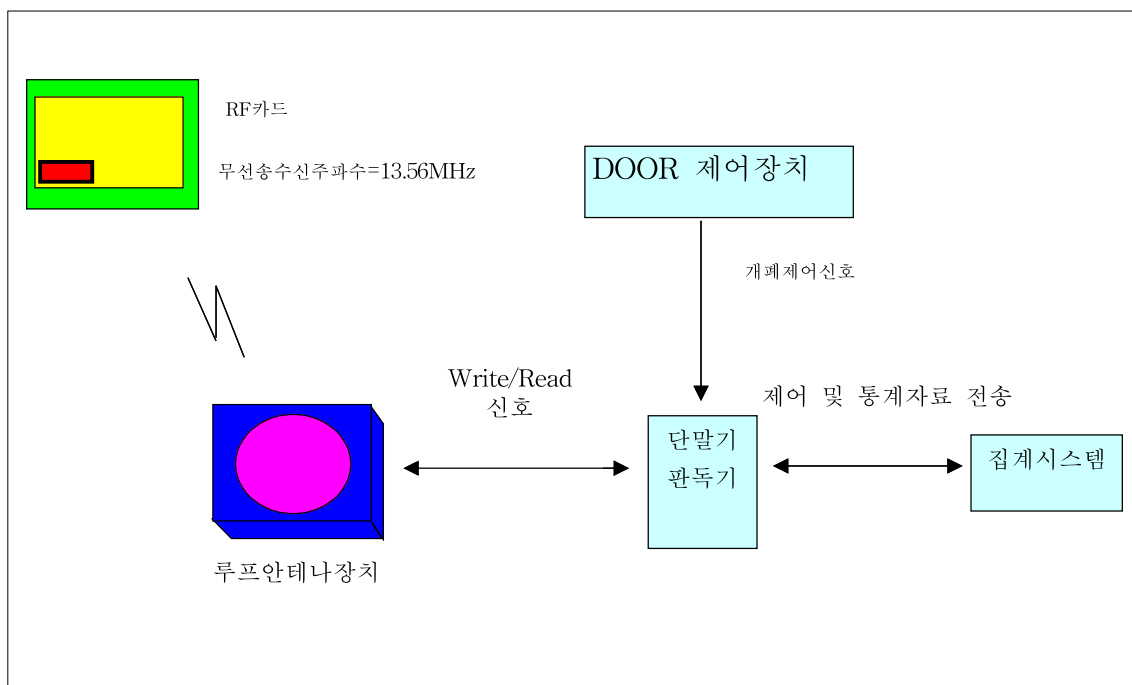 RF카드
무선송수신주파수=13.56MHz
DOOR 제어장치
개폐제어신호
Write/Read
신호
제어 및 통계자료 전송
단말기
판독기
집계시스템
루프안테나장치